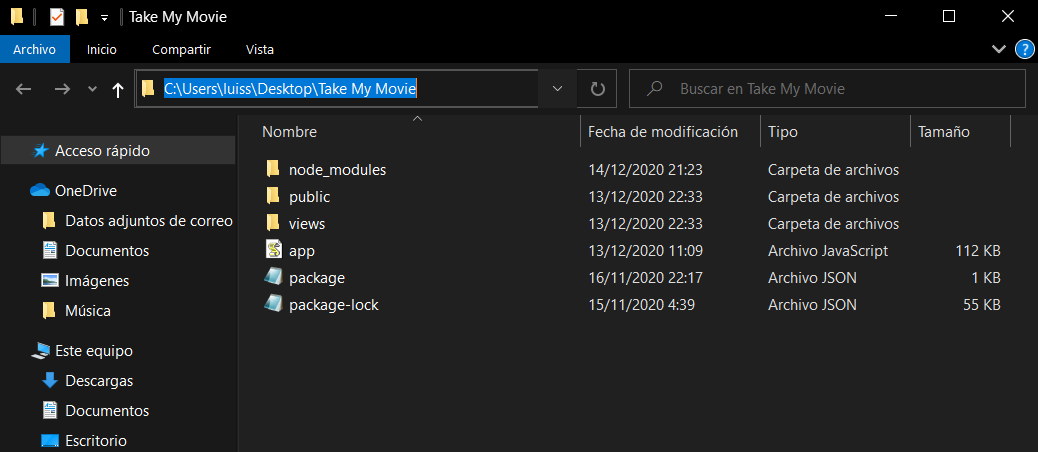 Take My Movie
Archivo Inicio Compartir Vista
C:\Users\luiss\Desktop\Take My Movie Buscar en Take My Movie
Nombre Fecha de modificación Tipo Tamaño
Acceso rápido
OneDrive
Datos adjuntos de correo
Documentos
Imágenes
Música
Este equipo
Descargas
Documentos
Escritorio
node_modules 14/12/2020 21:23 Carpeta de archivos
public 13/12/2020 22:33 Carpeta de archivos
views 13/12/2020 22:33 Carpeta de archivos
app 13/12/2020 11:09 Archivo JavaScript 112 KB
package 16/11/2020 22:17 Archivo JSON 1 KB
package-lock 15/11/2020 4:39 Archivo JSON 55 KB